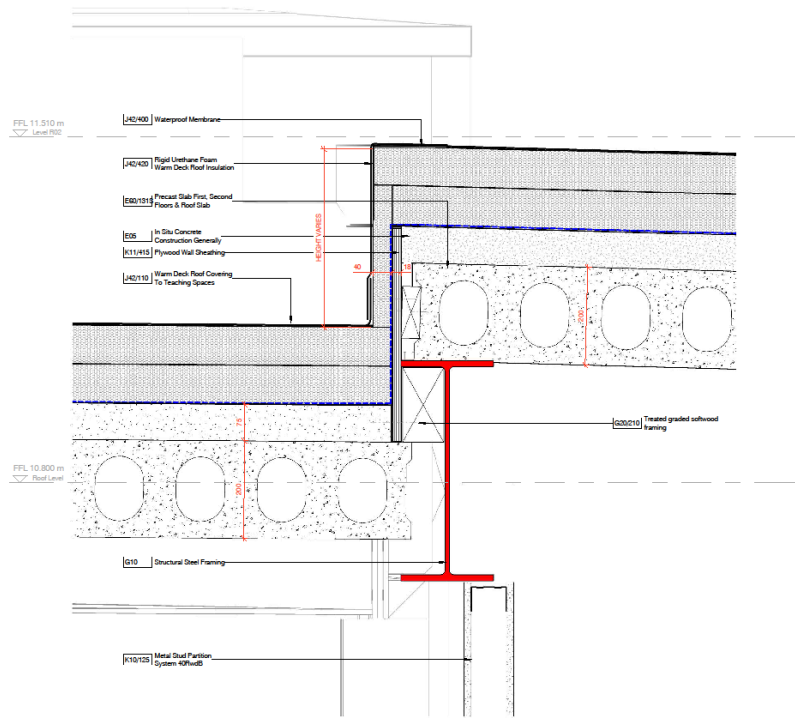 FFL 11.510 m
Level R02
J42/400 Waterproof Membrane
J42/420 Rigid Urethane Foam
Warm Deck Roof Insulation
E60/131S Precast Slab First, Second
Floors & Roof Slab
E05 In Situ Concrete
Construction Generally
K11/415 Plywood Wall Sheathing
J42/110 Warm Deck Roof Covering
To Teaching Spaces
HEIGHT VARIES
40
18
200
75
G20/210 Treated graded softwood
framing
FFL 10.800 m
Roof Level
200
G10 Structural Steel Framing
K10/125 Metal Stud Partition
System 40RwdB